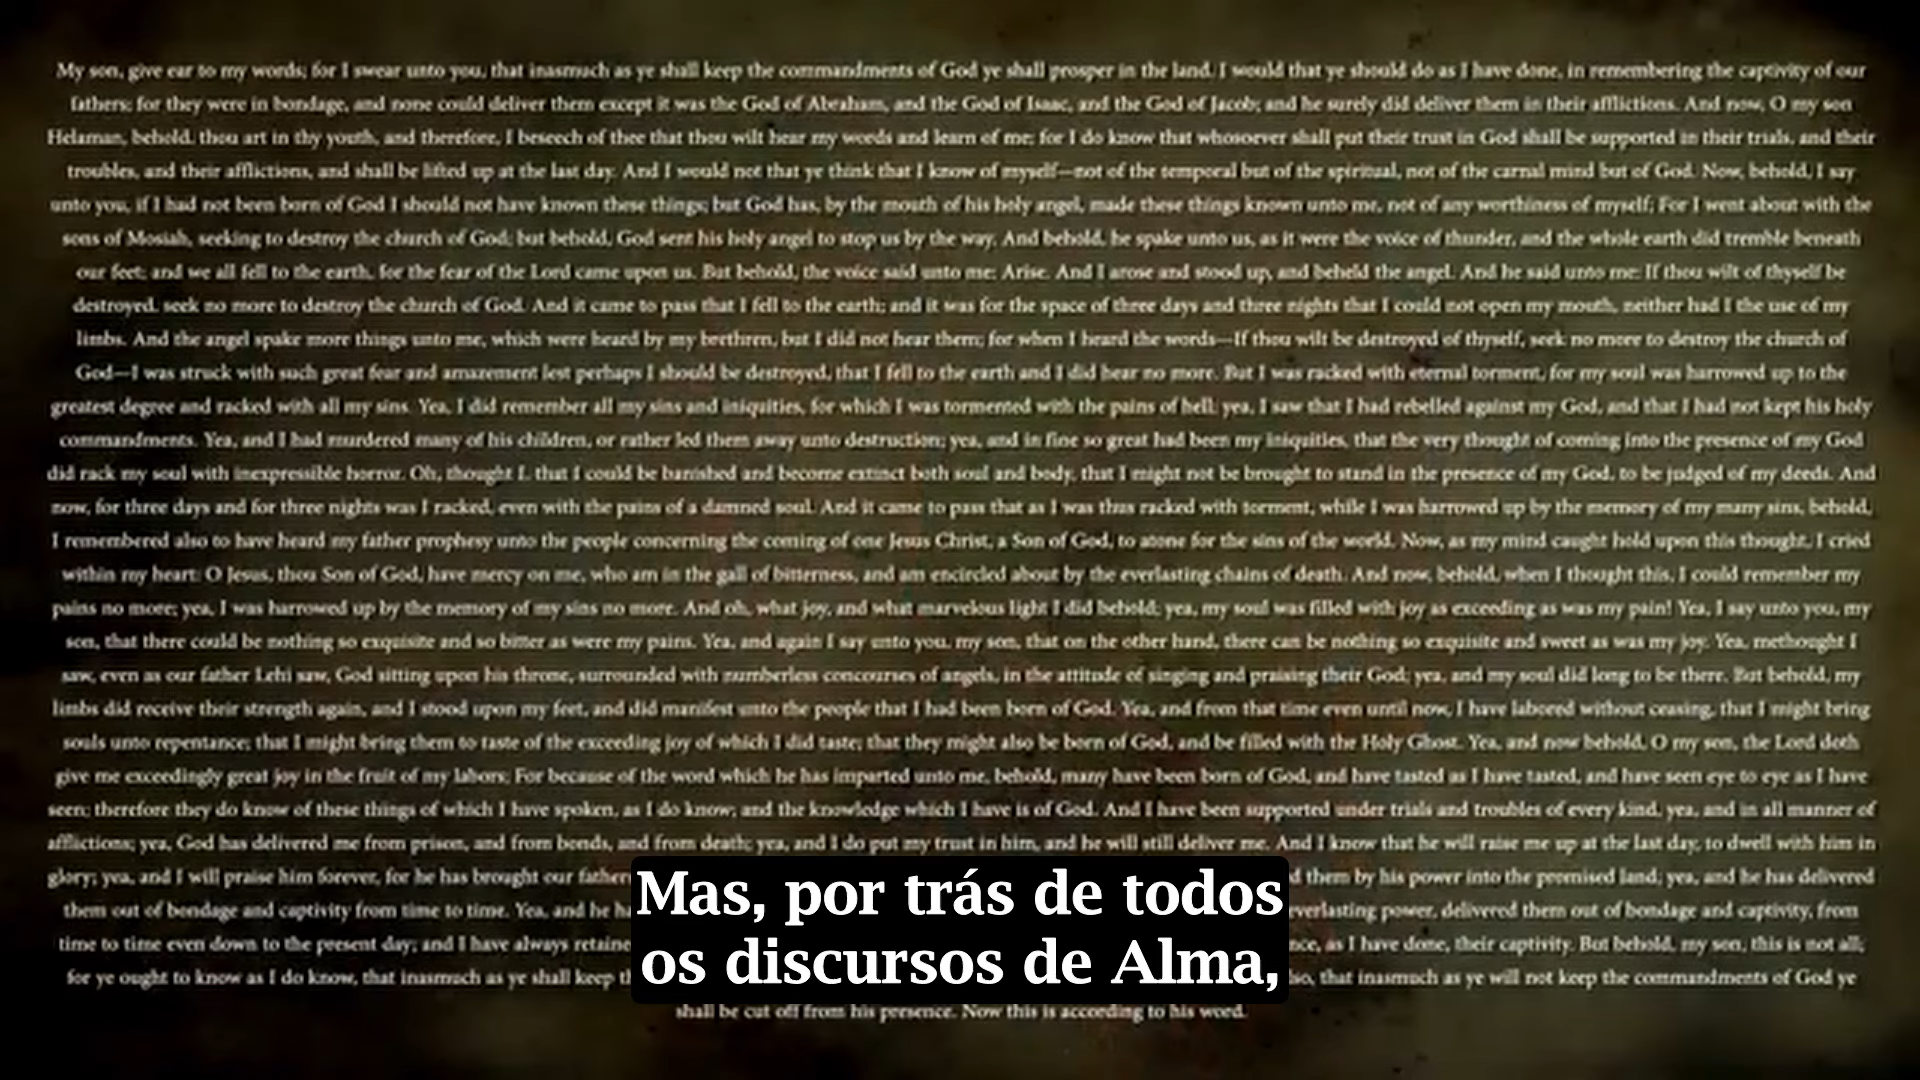 My son, give ear to my words; for I swear unto you, that inasmuch as ye shall keep the commandments of God ye shall prosper in the land. I would that ye should do as I have done, in remembering the captivity of our
fathers; for they were in bondage, and none could deliver them except it was the God of Abraham, and the God of Isaac, and the God of Jacob; and he surely did deliver them in their afflictions. And now, O my son
Helaman, behold, thou art in thy youth, and therefore, I beseech of thee that thou wilt hear my words and learn of me; for I do know that whosoever shall put their trust in God shall be supported in their trials, and their
troubles, and their afflictions, and shall be lifted up at the last day. And I would not that ye think that I know of myself—not of the temporal but of the spiritual, not of the carnal mind but of God. Now, behold, I say
unto you, if I had not been born of God I should not have known these things; but God has, by the mouth of his holy angel, made these things known unto me, not of any worthiness of myself; For I went about with the
sons of Mosiah, seeking to destroy the church of God; but behold, God sent his holy angel to stop us by the way. And behold, he spake unto us, as it were the voice of thunder, and the whole earth did tremble beneath
our feet; and we all fell to the earth, for the fear of the Lord came upon us. But behold, the voice said unto me: Arise. And I arose and stood up, and beheld the angel. And he said unto me: If thou wilt of thyself be
destroyed, seek no more to destroy the church of God. And it came to pass that I fell to the earth; and it was for the space of three days and three nights that I could not open my mouth, neither had I the use of my
limbs. And the angel spake more things unto me, which were heard by my brethren, but I did not hear them; for when I heard the words—If thou wilt be destroyed of thyself, seek no more to destroy the church of
God—I was struck with such great fear and amazement lest perhaps I should be destroyed, that I fell to the earth and I did hear no more. But I was racked with eternal torment, for my soul was harrowed up to the
greatest degree and racked with all my sins. Yea, I did remember all my sins and iniquities, for which I was tormented with the pains of hell; yea, I saw that I had rebelled against my God, and that I had not kept his holy
commandments. Yea, and I had murdered many of his children, or rather led them away unto destruction; yea, and in fine so great had been my iniquities, that the very thought of coming into the presence of my God
did rack my soul with inexpressible horror. Oh, thought I, that I could be banished and become extinct both soul and body, that I might not be brought to stand in the presence of my God, to be judged of my deeds. And
now, for three days and for three nights was I racked, even with the pains of a damned soul. And it came to pass that as I was thus racked with torment, while I was harrowed up by the memory of my many sins, behold,
I remembered also to have heard my father prophesy unto the people concerning the coming of one Jesus Christ, a Son of God, to atone for the sins of the world. Now, as my mind caught hold upon this thought, I cried
within my heart: O Jesus, thou Son of God, have mercy on me, who am in the gall of bitterness, and am encircled about by the everlasting chains of death. And now, behold, when I thought this, I could remember my
pains no more; yea, I was harrowed up by the memory of my sins no more. And oh, what joy, and what marvelous light I did behold; yea, my soul was filled with joy as exceeding as was my pain! Yea, I say unto you, my
son, that there could be nothing so exquisite and so bitter as were my pains. Yea, and again I say unto you, my son, that on the other hand, there can be nothing so exquisite and sweet as was my joy. Yea, methought I
saw, even as our father Lehi saw, God sitting upon his throne, surrounded with numberless concourses of angels, in the attitude of singing and praising their God; yea, and my soul did long to be there. But behold, my
limbs did receive their strength again, and I stood upon my feet, and did manifest unto the people that I had been born of God. Yea, and from that time even until now, I have labored without ceasing, that I might bring
souls unto repentance; that I might bring them to taste of the exceeding joy of which I did taste; that they might also be born of God, and be filled with the Holy Ghost. Yea, and now behold, O my son, the Lord doth
give me exceedingly great joy in the fruit of my labors; For because of the word which he has imparted unto me, behold, many have been born of God, and have tasted as I have tasted, and have seen eye to eye as I have
seen; therefore they do know of these things of which I have spoken, as I do know; and the knowledge which I have is of God. And I have been supported under trials and troubles of every kind, yea, and in all manner of
afflictions; yea, God has delivered me from prison, and from bonds, and from death; yea, and I do put my trust in him, and he will still deliver me. And I know that he will raise me up at the last day, to dwell with him in
glory; yea, and I will praise him forever, for he has brought our father d them by his power into the promised land; yea, and he has delivered
them out of bondage and captivity from time to time. Yea, and he ha everlasting power, delivered them out of bondage and captivity, from
time to time even down to the present day; and I have always retaine nce, as I have done, their captivity. But behold, my son, this is not all;
for ye ought to know as I do know, that inasmuch as ye shall keep th so, that inasmuch as ye will not keep the commandments of God ye
shall be cut off from his presence. Now this is according to his word.
Mas, por trás de todos
os discursos de Alma,